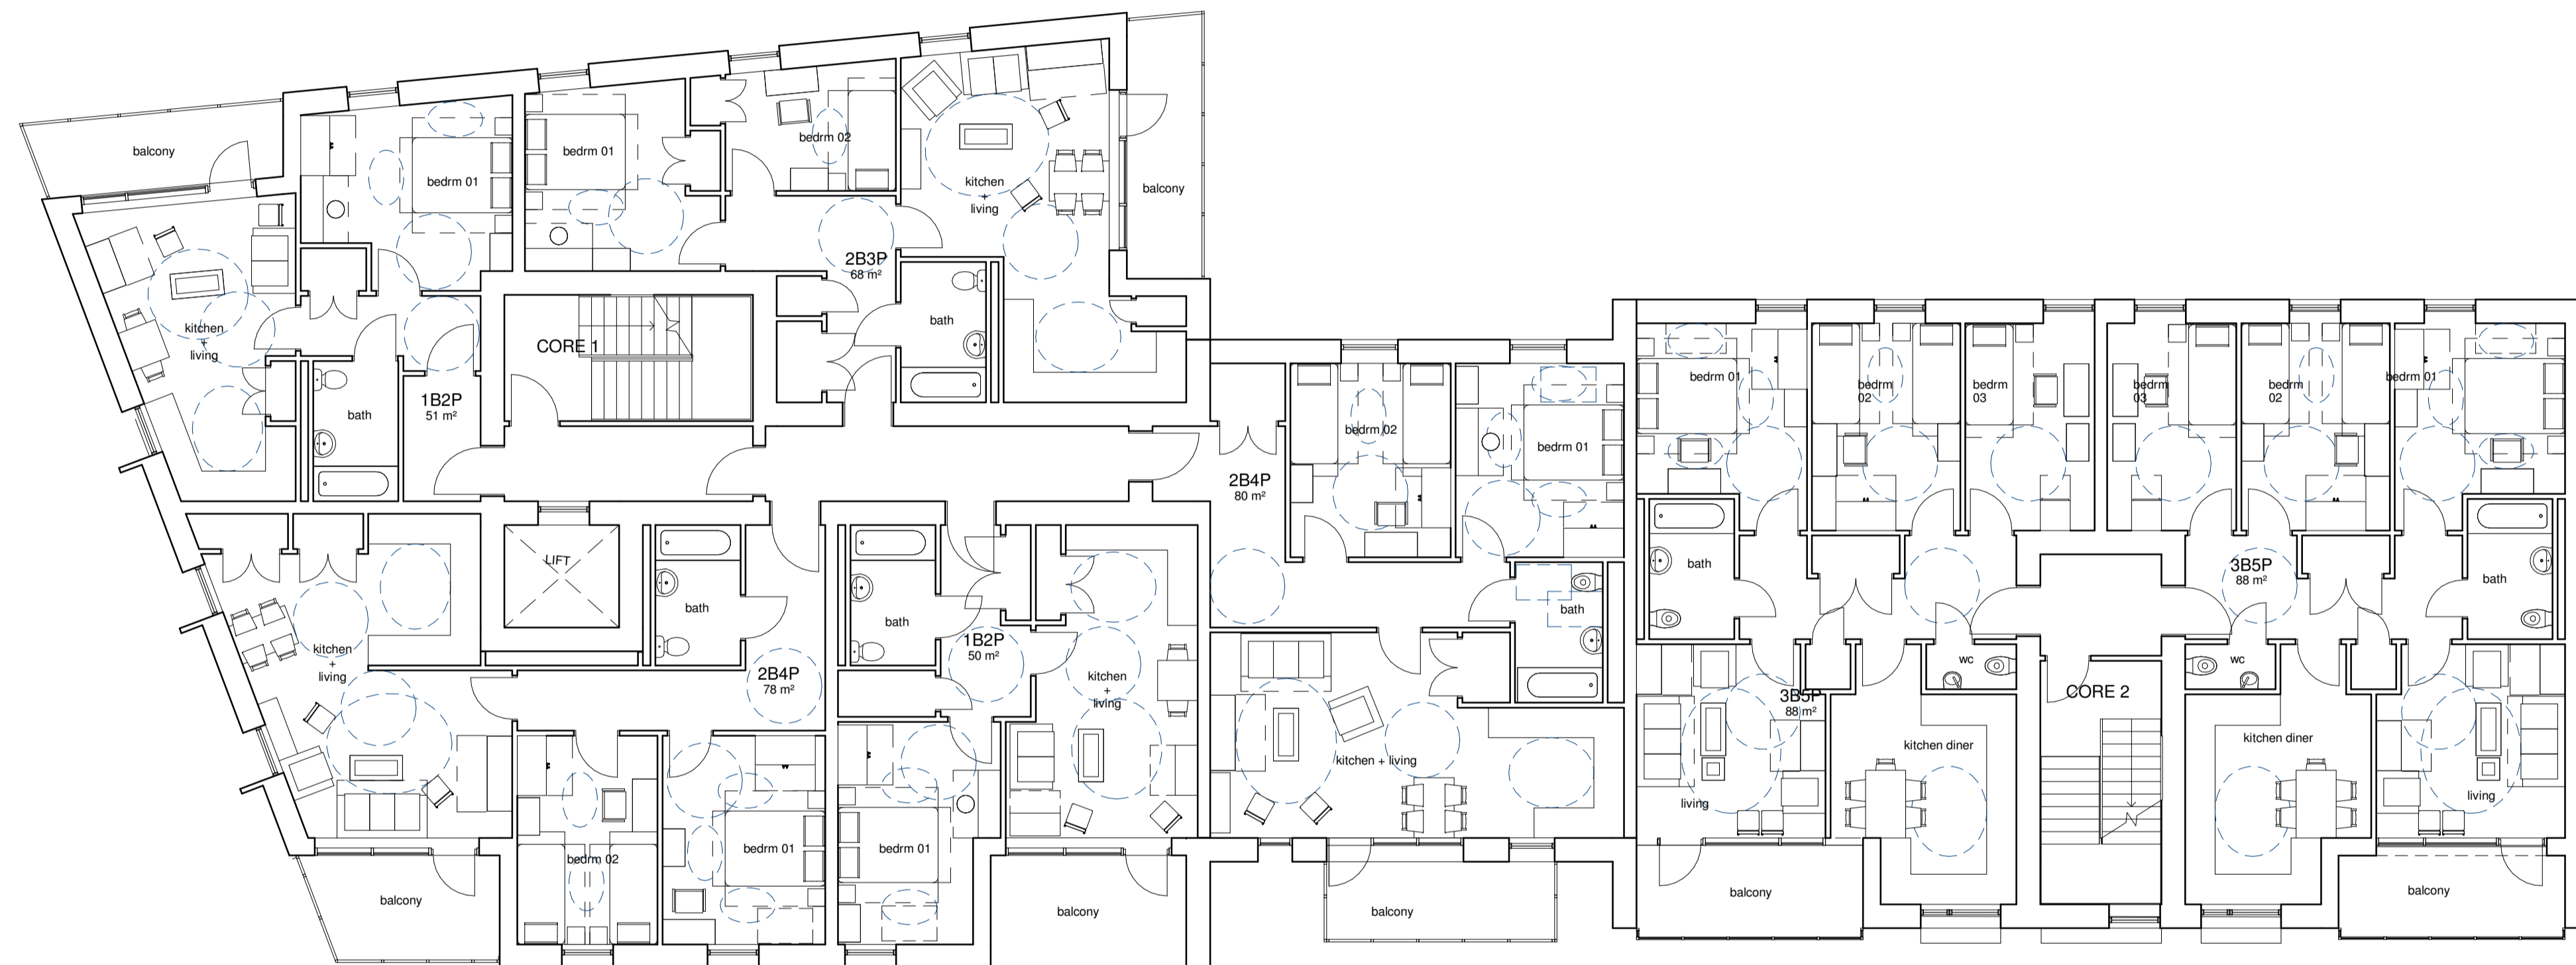 balcony
bedrm 01
bedrm 01
bedrm 02
kitchen
+
living
balcony
2B3P
68 m²
kitchen
+
living
CORE 1
bath
1B2P
51 m²
bath
2B4P
80 m²
bedrm 02
bedrm 01
bedrm 01
bedrm
02
bedrm
03
bedrm
03
bedrm
02
bedrm 01
LIFT
bath
bath
bath
bath
3B5P
88 m²
bath
kitchen
+
living
1B2P
50 m²
2B4P
78 m²
kitchen
+
living
wc
wc
3B5P
88 m²
CORE 2
kitchen + living
kitchen diner
kitchen diner
living
living
bedrm 02
bedrm 01
bedrm 01
balcony
balcony
balcony
balcony
balcony